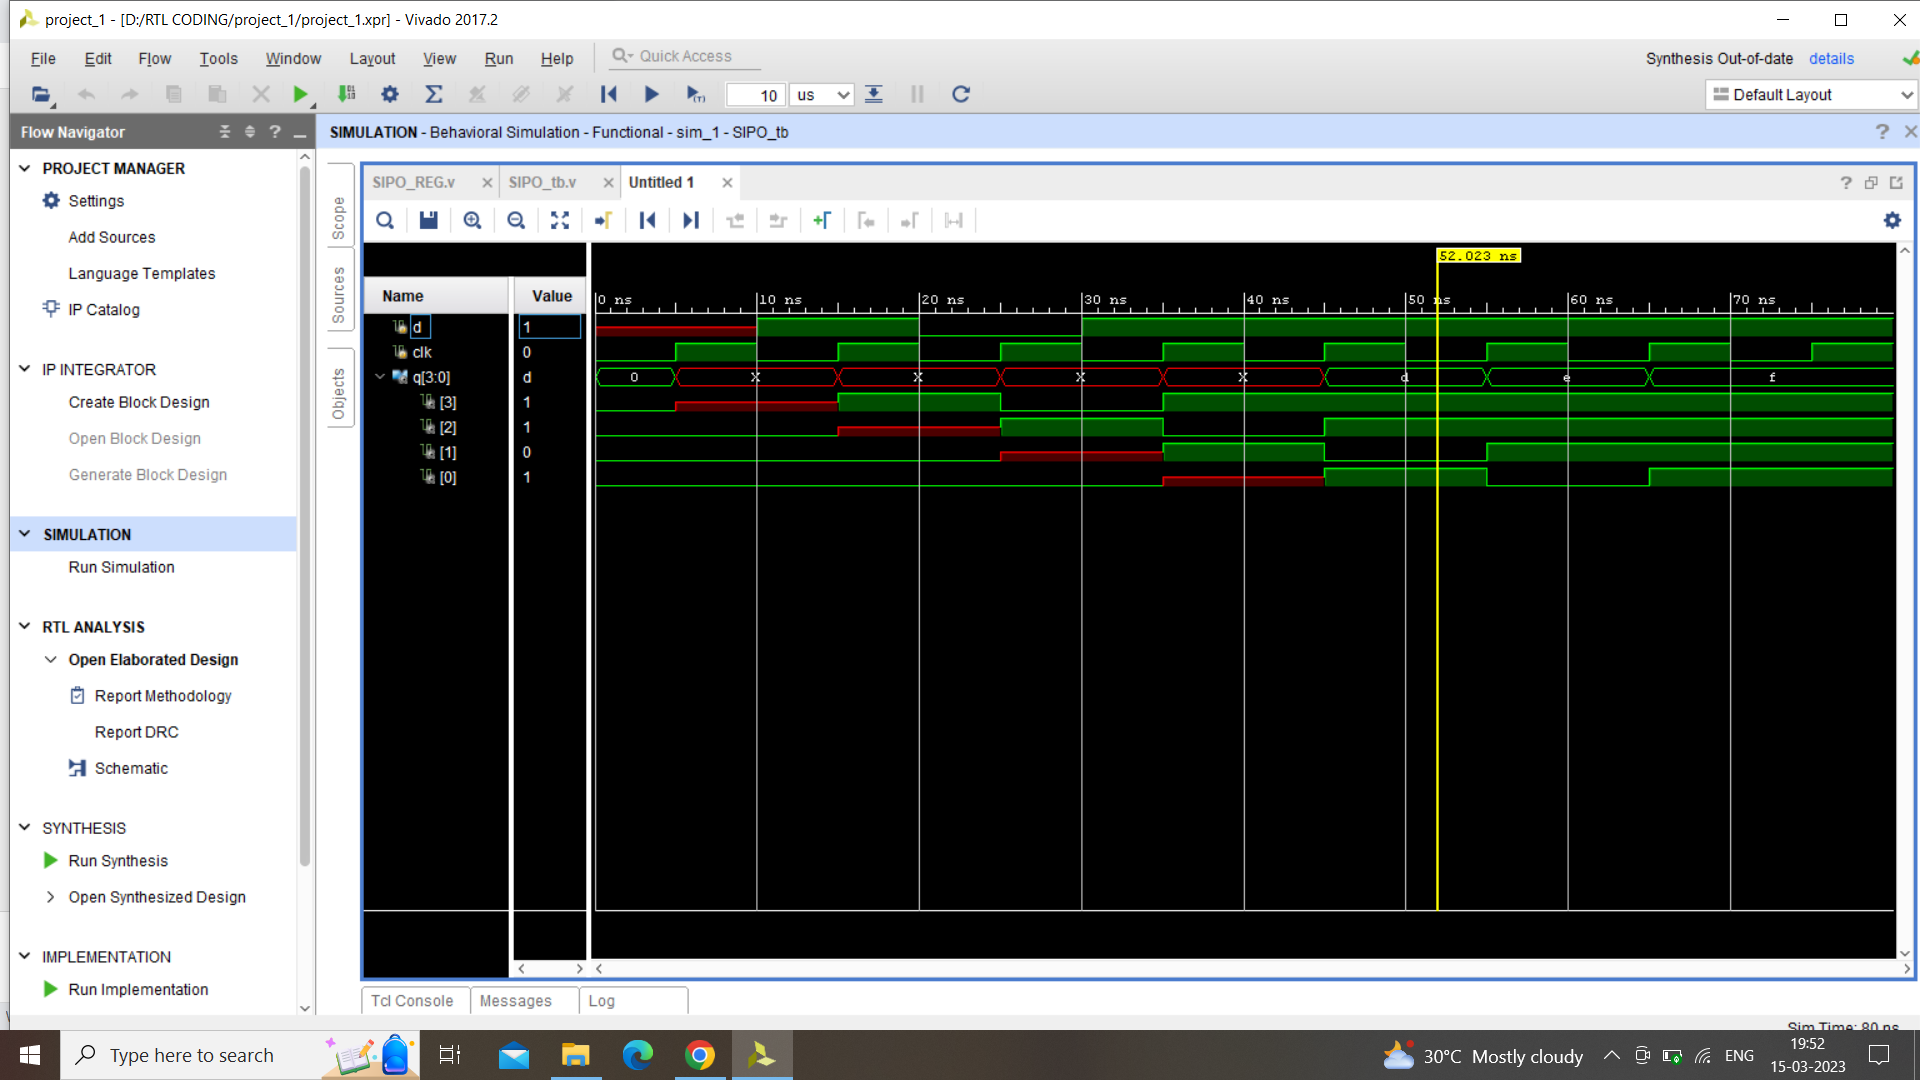 project_1 - [D:/RTL CODING/project_1/project_1.xpr] - Vivado 2017.2
File Edit Flow Tools Window Layout View Run Help Quick Access Synthesis Out-of-date details
10 us Default Layout
Flow Navigator
SIMULATION - Behavioral Simulation - Functional - sim_1 - SIPO_tb
PROJECT MANAGER
Settings
Add Sources
Language Templates
IP Catalog
IP INTEGRATOR
Create Block Design
Open Block Design
Generate Block Design
SIMULATION
Run Simulation
RTL ANALYSIS
Open Elaborated Design
Report Methodology
Report DRC
Schematic
SYNTHESIS
Run Synthesis
Open Synthesized Design
IMPLEMENTATION
Run Implementation
Scope
Sources
Objects
SIPO_REG.v SIPO_tb.v Untitled 1
52.023 ns
Name Value
0 ns 10 ns 20 ns 30 ns 40 ns 50 ns 60 ns 70 ns
d 1
clk 0
q[3:0] d 0 X X X X d e f
[3] 1
[2] 1
[1] 0
[0] 1
Tcl Console Messages Log
Sim Time: 80 ns
Type here to search
30°C Mostly cloudy
ENG
19:52
15-03-2023